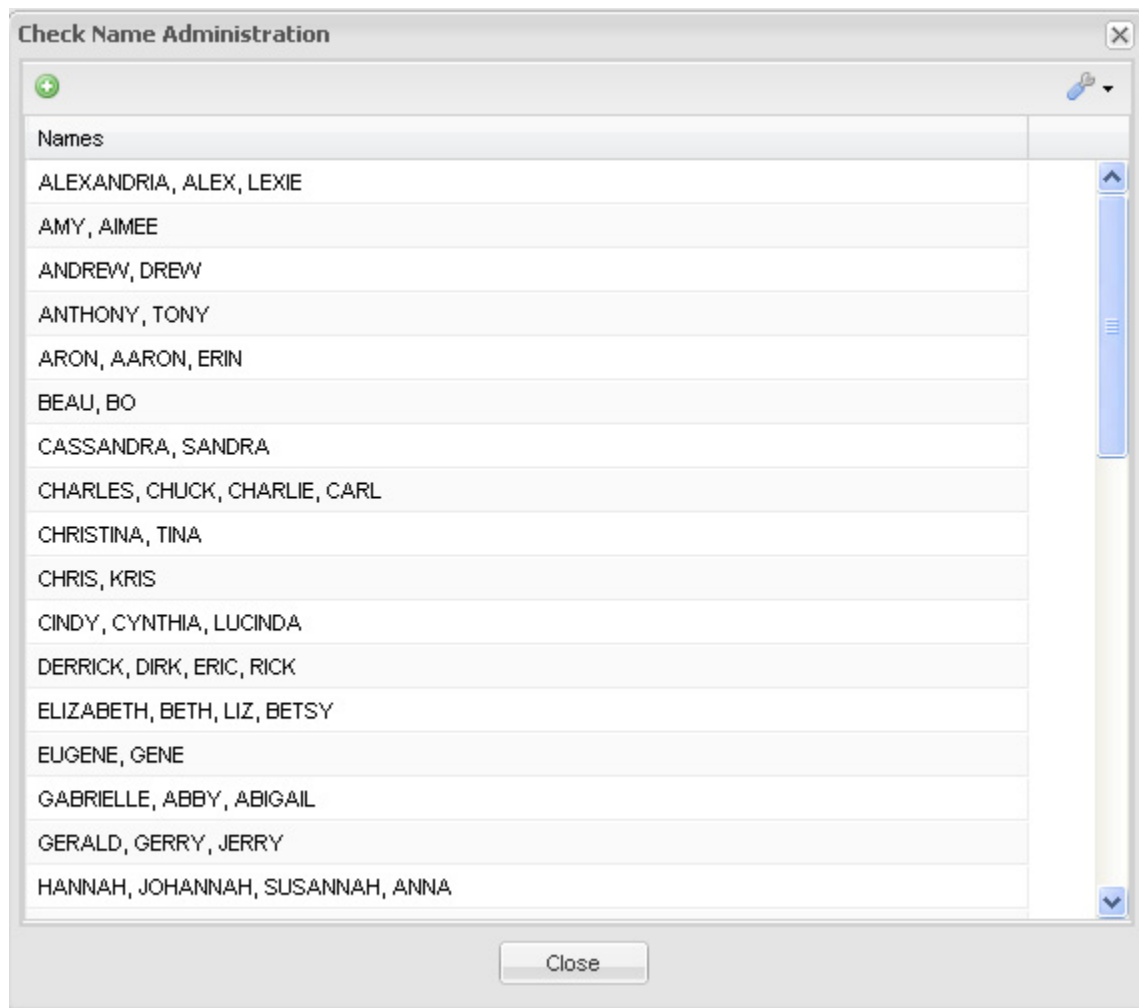 Check Name Administration
Names
ALEXANDRIA, ALEX, LEXIE
AMY, AIMEE
ANDREW, DREW
ANTHONY, TONY
ARON, AARON, ERIN
BEAU, BO
CASSANDRA, SANDRA
CHARLES, CHUCK, CHARLIE, CARL
CHRISTINA, TINA
CHRIS, KRIS
CINDY, CYNTHIA, LUCINDA
DERRICK, DIRK, ERIC, RICK
ELIZABETH, BETH, LIZ, BETSY
EUGENE, GENE
GABRIELLE, ABBY, ABIGAIL
GERALD, GERRY, JERRY
HANNAH, JOHANNAH, SUSANNAH, ANNA
Close